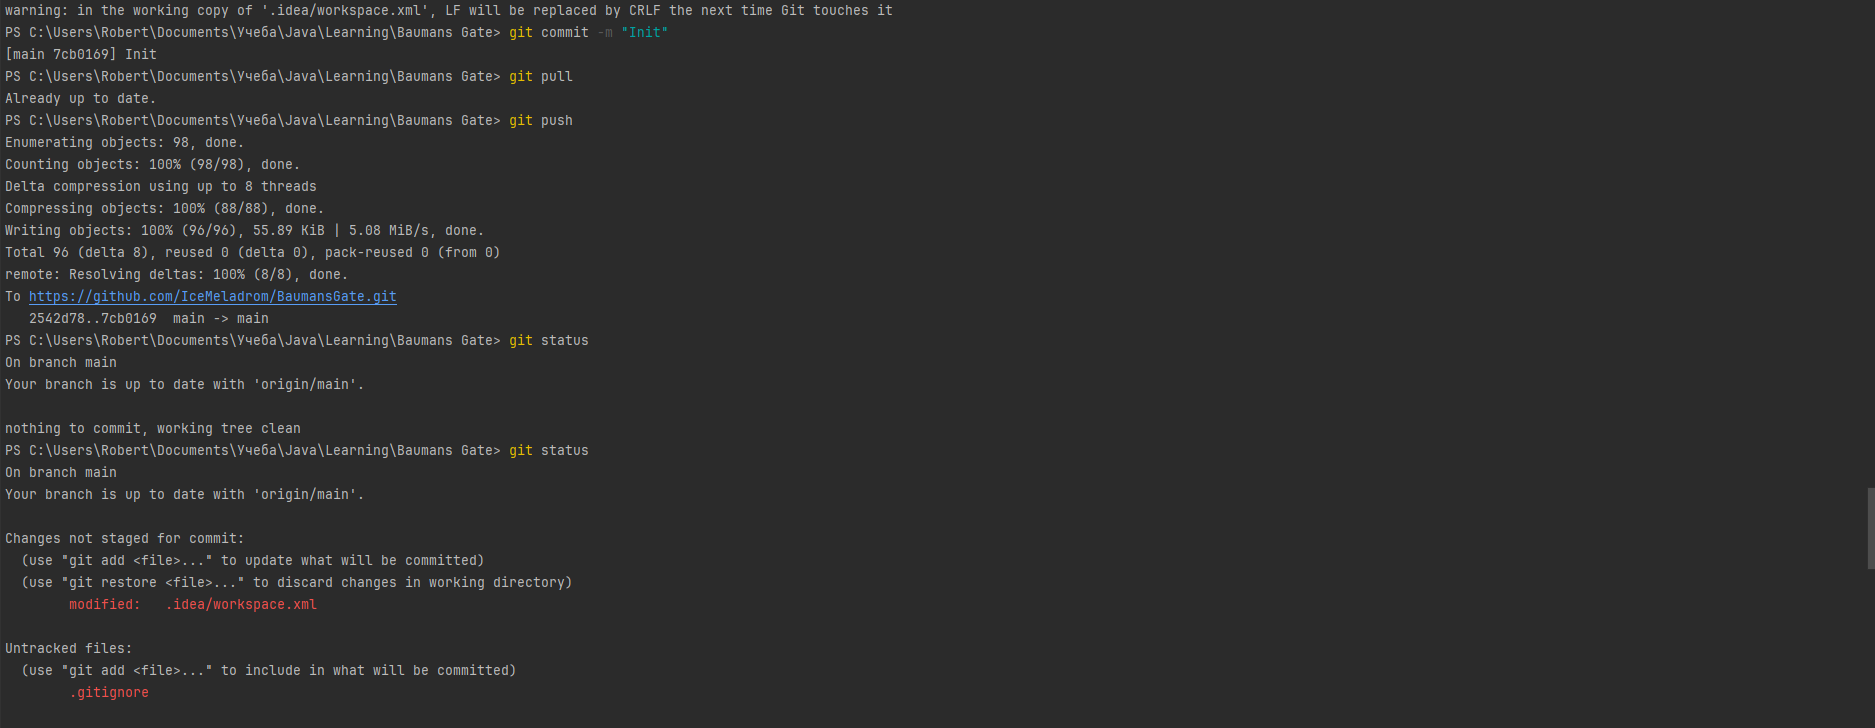 warning: in the working copy of '.idea/workspace.xml', LF will be replaced by CRLF the next time Git touches it
PS C:\Users\Robert\Documents\Учеба\Java\Learning\Baumans Gate> git commit -m "Init"
[main 7cb0169] Init
PS C:\Users\Robert\Documents\Учеба\Java\Learning\Baumans Gate> git pull
Already up to date.
PS C:\Users\Robert\Documents\Учеба\Java\Learning\Baumans Gate> git push
Enumerating objects: 98, done.
Counting objects: 100% (98/98), done.
Delta compression using up to 8 threads
Compressing objects: 100% (88/88), done.
Writing objects: 100% (96/96), 55.89 KiB | 5.08 MiB/s, done.
Total 96 (delta 8), reused 0 (delta 0), pack-reused 0 (from 0)
remote: Resolving deltas: 100% (8/8), done.
To https://github.com/IceMeladrom/BaumansGate.git
   2542d78..7cb0169  main -> main
PS C:\Users\Robert\Documents\Учеба\Java\Learning\Baumans Gate> git status
On branch main
Your branch is up to date with 'origin/main'.
nothing to commit, working tree clean
PS C:\Users\Robert\Documents\Учеба\Java\Learning\Baumans Gate> git status
On branch main
Your branch is up to date with 'origin/main'.
Changes not staged for commit:
  (use "git add <file>..." to update what will be committed)
  (use "git restore <file>..." to discard changes in working directory)
        modified:   .idea/workspace.xml
Untracked files:
  (use "git add <file>..." to include in what will be committed)
        .gitignore